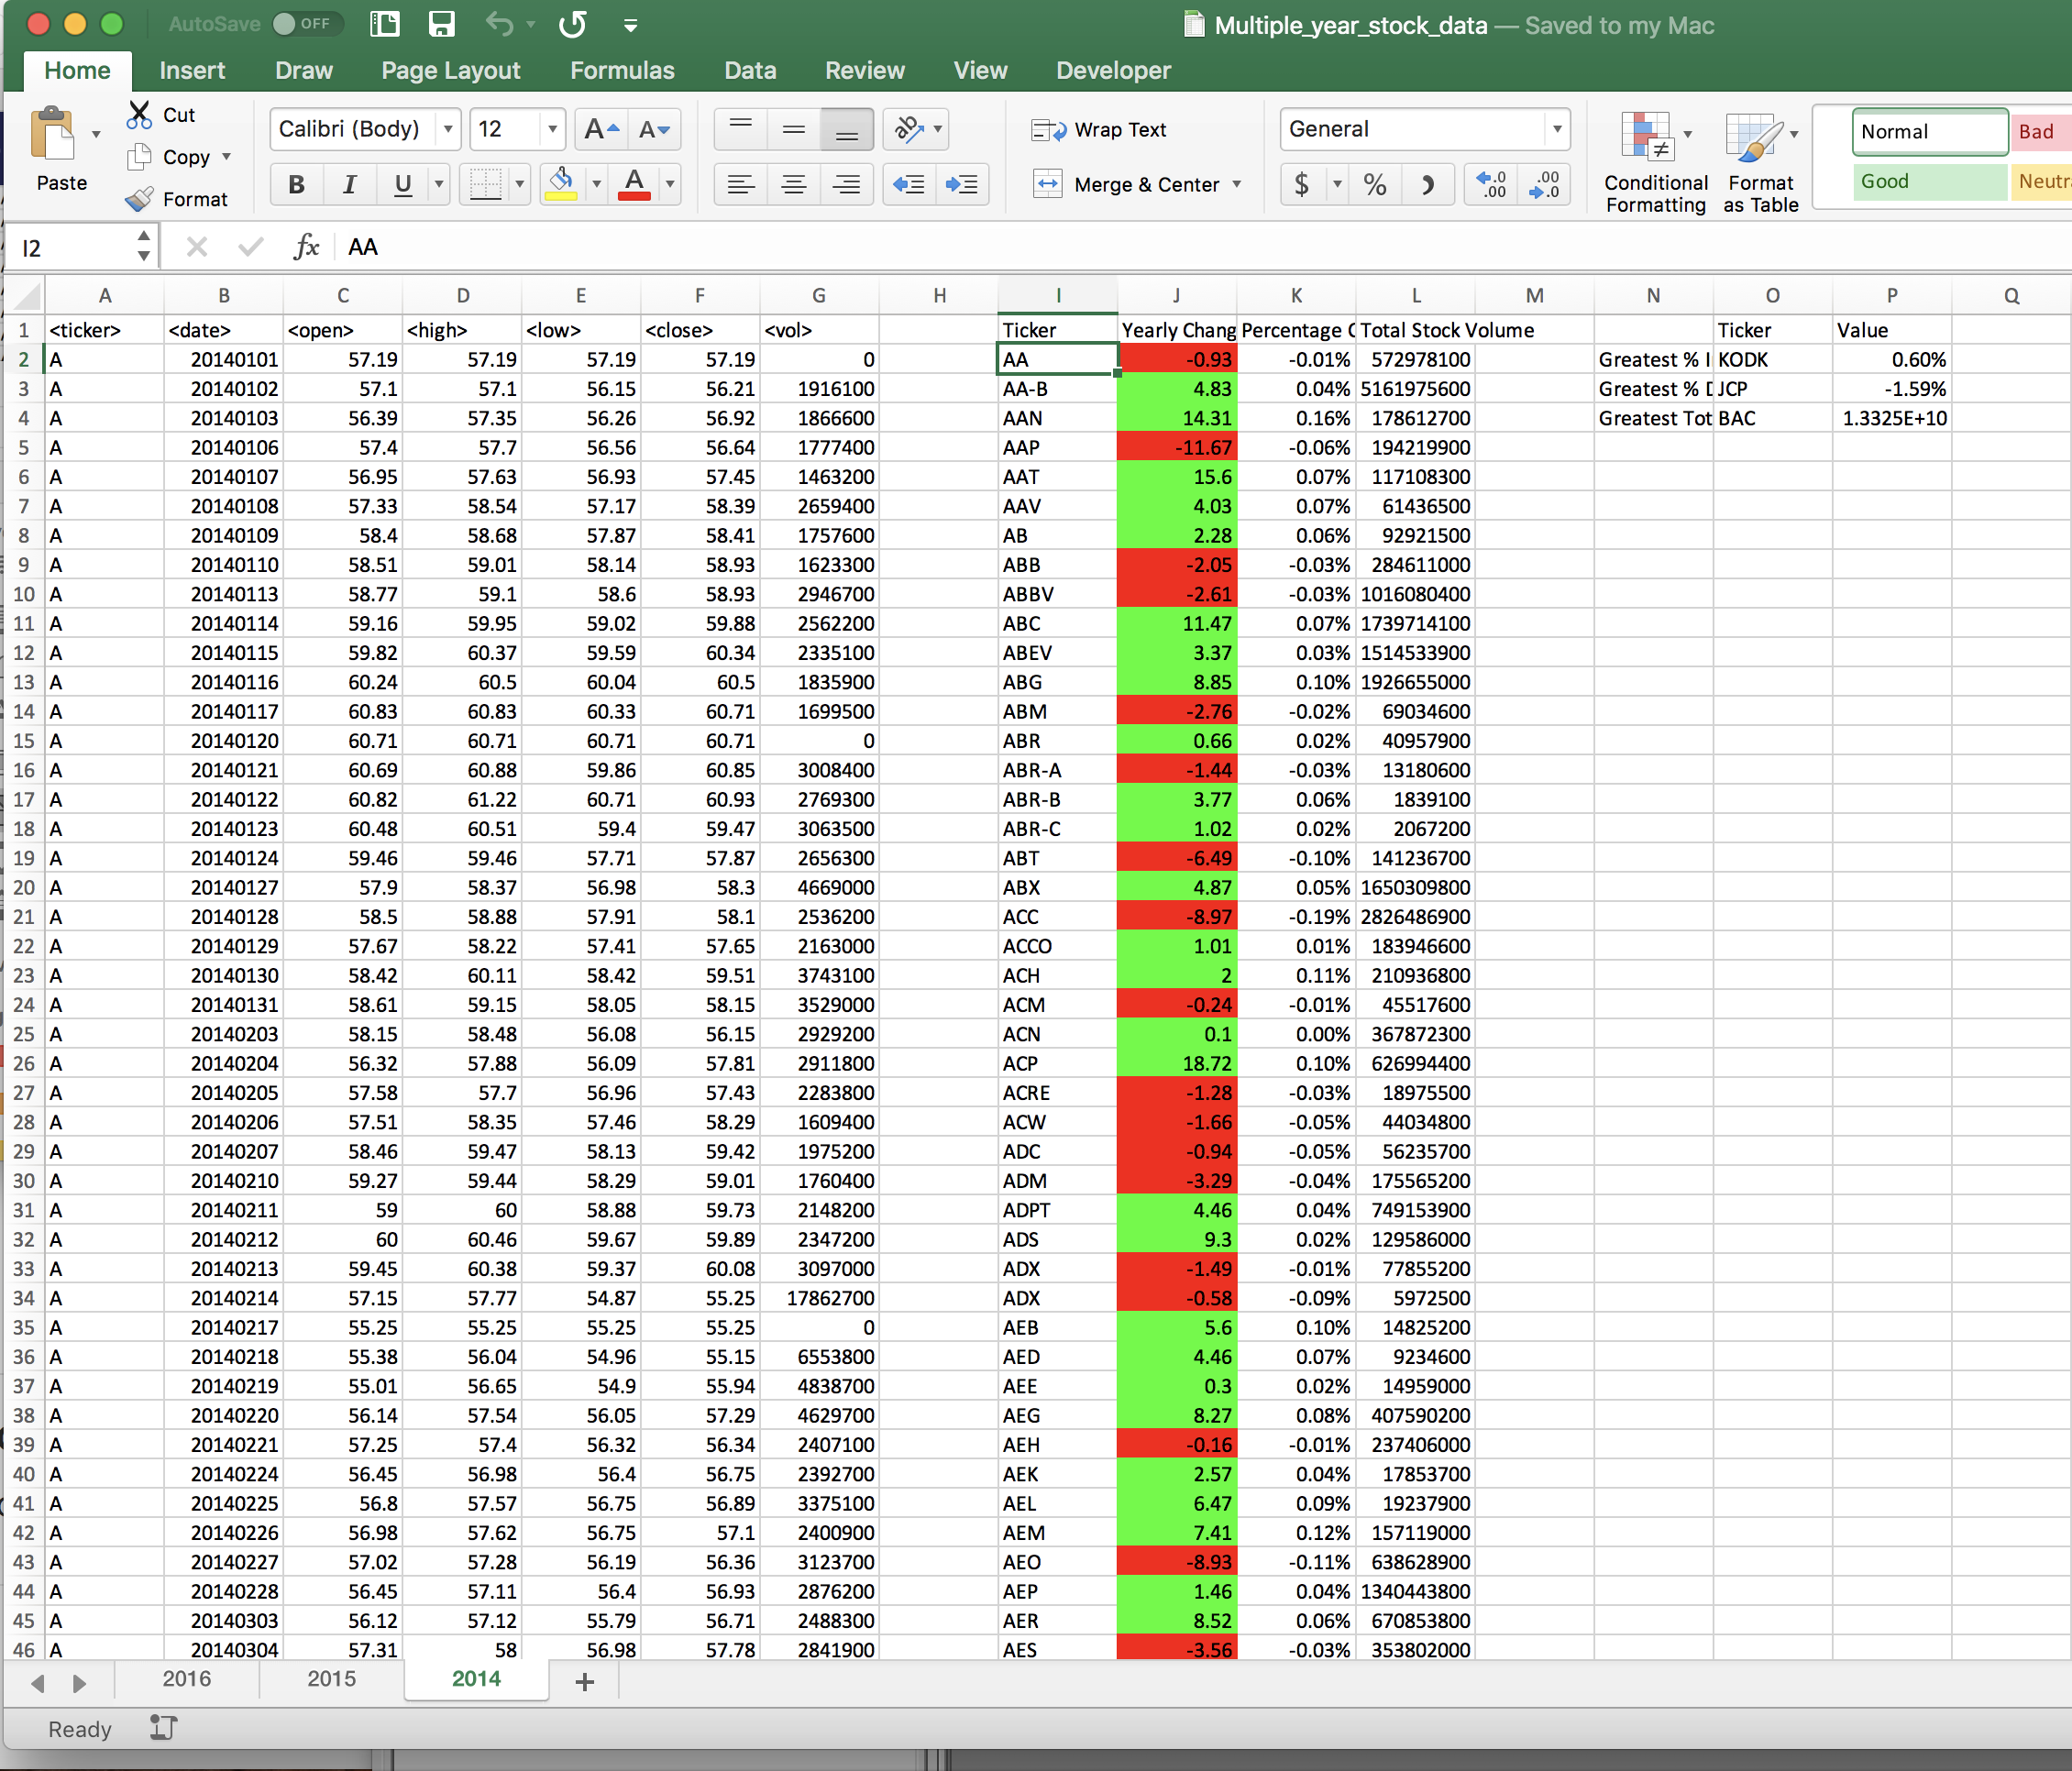 AutoSave OFF Multiple_year_stock_data — Saved to my Mac
Home Insert Draw Page Layout Formulas Data Review View Developer
Paste Cut Copy Format
Calibri (Body) 12 A A
B I U A
ab Wrap Text
Merge & Center
General
$ % .0 .00 .00 .0
Conditional Formatting Format as Table
Normal Bad
Good Neutr
I2 fx AA
A B C D E F G H I J K L M N O P Q
1 <ticker> <date> <open> <high> <low> <close> <vol> Ticker Yearly Chang Percentage C Total Stock Volume Ticker Value
2 A 20140101 57.19 57.19 57.19 57.19 0 AA -0.93 -0.01% 572978100 Greatest % I KODK 0.60%
3 A 20140102 57.1 57.1 56.15 56.21 1916100 AA-B 4.83 0.04% 5161975600 Greatest % D JCP -1.59%
4 A 20140103 56.39 57.35 56.26 56.92 1866600 AAN 14.31 0.16% 178612700 Greatest Tot BAC 1.3325E+10
5 A 20140106 57.4 57.7 56.56 56.64 1777400 AAP -11.67 -0.06% 194219900
6 A 20140107 56.95 57.63 56.93 57.45 1463200 AAT 15.6 0.07% 117108300
7 A 20140108 57.33 58.54 57.17 58.39 2659400 AAV 4.03 0.07% 61436500
8 A 20140109 58.4 58.68 57.87 58.41 1757600 AB 2.28 0.06% 92921500
9 A 20140110 58.51 59.01 58.14 58.93 1623300 ABB -2.05 -0.03% 284611000
10 A 20140113 58.77 59.1 58.6 58.93 2946700 ABBV -2.61 -0.03% 1016080400
11 A 20140114 59.16 59.95 59.02 59.88 2562200 ABC 11.47 0.07% 1739714100
12 A 20140115 59.82 60.37 59.59 60.34 2335100 ABEV 3.37 0.03% 1514533900
13 A 20140116 60.24 60.5 60.04 60.5 1835900 ABG 8.85 0.10% 1926655000
14 A 20140117 60.83 60.83 60.33 60.71 1699500 ABM -2.76 -0.02% 69034600
15 A 20140120 60.71 60.71 60.71 60.71 0 ABR 0.66 0.02% 40957900
16 A 20140121 60.69 60.88 59.86 60.85 3008400 ABR-A -1.44 -0.03% 13180600
17 A 20140122 60.82 61.22 60.71 60.93 2769300 ABR-B 3.77 0.06% 1839100
18 A 20140123 60.48 60.51 59.4 59.47 3063500 ABR-C 1.02 0.02% 2067200
19 A 20140124 59.46 59.46 57.71 57.87 2656300 ABT -6.49 -0.10% 141236700
20 A 20140127 57.9 58.37 56.98 58.3 4669000 ABX 4.87 0.05% 1650309800
21 A 20140128 58.5 58.88 57.91 58.1 2536200 ACC -8.97 -0.19% 2826486900
22 A 20140129 57.67 58.22 57.41 57.65 2163000 ACCO 1.01 0.01% 183946600
23 A 20140130 58.42 60.11 58.42 59.51 3743100 ACH 2 0.11% 210936800
24 A 20140131 58.61 59.15 58.05 58.15 3529000 ACM -0.24 -0.01% 45517600
25 A 20140203 58.15 58.48 56.08 56.15 2929200 ACN 0.1 0.00% 367872300
26 A 20140204 56.32 57.88 56.09 57.81 2911800 ACP 18.72 0.10% 626994400
27 A 20140205 57.58 57.7 56.96 57.43 2283800 ACRE -1.28 -0.03% 18975500
28 A 20140206 57.51 58.35 57.46 58.29 1609400 ACW -1.66 -0.05% 44034800
29 A 20140207 58.46 59.47 58.13 59.42 1975200 ADC -0.94 -0.05% 56235700
30 A 20140210 59.27 59.44 58.29 59.01 1760400 ADM -3.29 -0.04% 175565200
31 A 20140211 59 60 58.88 59.73 2148200 ADPT 4.46 0.04% 749153900
32 A 20140212 60 60.46 59.67 59.89 2347200 ADS 9.3 0.02% 129586000
33 A 20140213 59.45 60.38 59.37 60.08 3097000 ADX -1.49 -0.01% 77855200
34 A 20140214 57.15 57.77 54.87 55.25 17862700 ADX -0.58 -0.09% 5972500
35 A 20140217 55.25 55.25 55.25 55.25 0 AEB 5.6 0.10% 14825200
36 A 20140218 55.38 56.04 54.96 55.15 6553800 AED 4.46 0.07% 9234600
37 A 20140219 55.01 56.65 54.9 55.94 4838700 AEE 0.3 0.02% 14959000
38 A 20140220 56.14 57.54 56.05 57.29 4629700 AEG 8.27 0.08% 407590200
39 A 20140221 57.25 57.4 56.32 56.34 2407100 AEH -0.16 -0.01% 237406000
40 A 20140224 56.45 56.98 56.4 56.75 2392700 AEK 2.57 0.04% 17853700
41 A 20140225 56.8 57.57 56.75 56.89 3375100 AEL 6.47 0.09% 19237900
42 A 20140226 56.98 57.62 56.75 57.1 2400900 AEM 7.41 0.12% 157119000
43 A 20140227 57.02 57.28 56.19 56.36 3123700 AEO -8.93 -0.11% 638628900
44 A 20140228 56.45 57.11 56.4 56.93 2876200 AEP 1.46 0.04% 1340443800
45 A 20140303 56.12 57.12 55.79 56.71 2488300 AER 8.52 0.06% 670853800
46 A 20140304 57.31 58 56.98 57.78 2841900 AES -3.56 -0.03% 353802000
2016 2015 2014 +
Ready